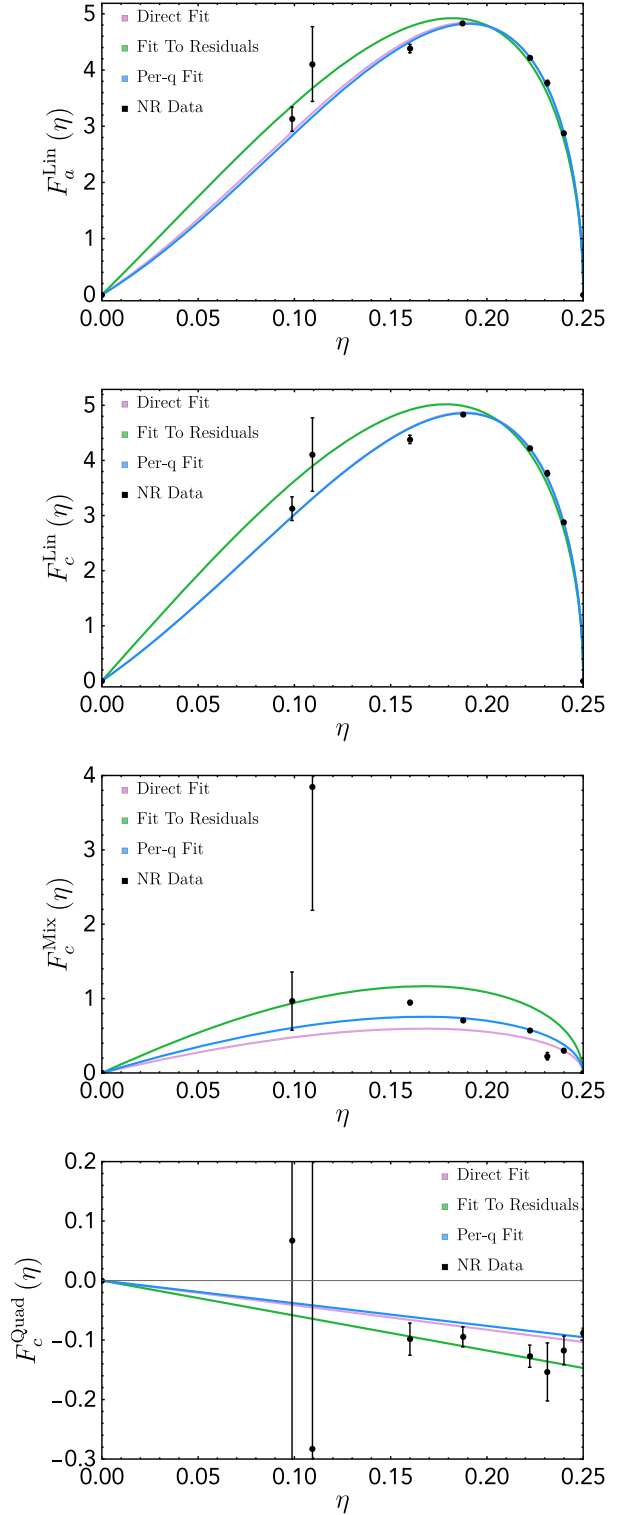 Direct Fit
Fit To Residuals
Per-q Fit
NR Data
5
4
3
2
1
0
0.00 0.05 0.10 0.15 0.20 0.25
η
F_a^Lin (η)
Direct Fit
Fit To Residuals
Per-q Fit
NR Data
5
4
3
2
1
0
0.00 0.05 0.10 0.15 0.20 0.25
η
F_c^Lin (η)
Direct Fit
Fit To Residuals
Per-q Fit
NR Data
4
3
2
1
0
0.00 0.05 0.10 0.15 0.20 0.25
η
F_c^Mix (η)
Direct Fit
Fit To Residuals
Per-q Fit
NR Data
0.2
0.1
0.0
−0.1
−0.2
−0.3
0.00 0.05 0.10 0.15 0.20 0.25
η
F_c^Quad (η)